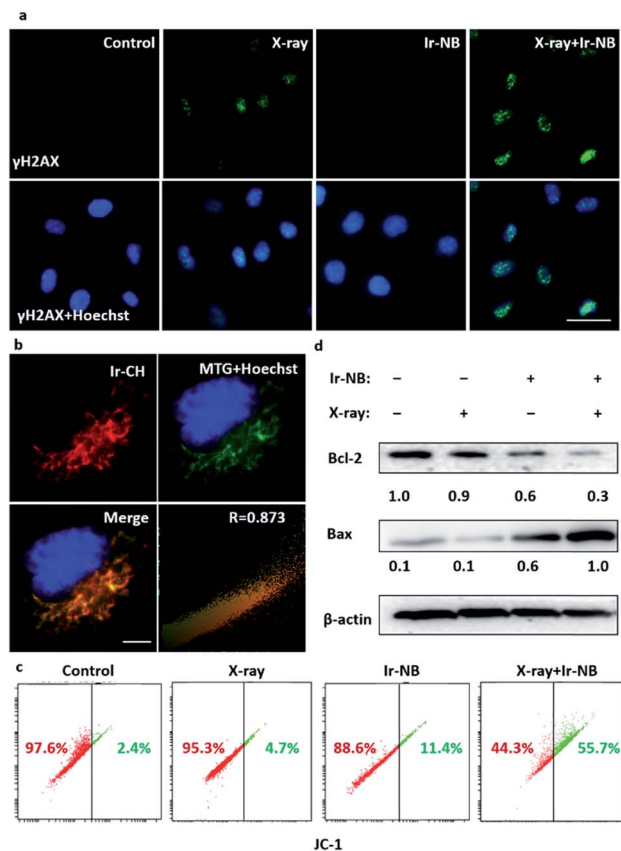 a
Control X-ray Ir-NB X-ray+Ir-NB
γH2AX
γH2AX+Hoechst
b
Ir-CH MTG+Hoechst
Merge R=0.873
d
Ir-NB: – – + +
X-ray: – + – +
Bcl-2
1.0 0.9 0.6 0.3
Bax
0.1 0.1 0.6 1.0
β-actin
c
Control X-ray Ir-NB X-ray+Ir-NB
97.6% 2.4% 95.3% 4.7% 88.6% 11.4% 44.3% 55.7%
JC-1